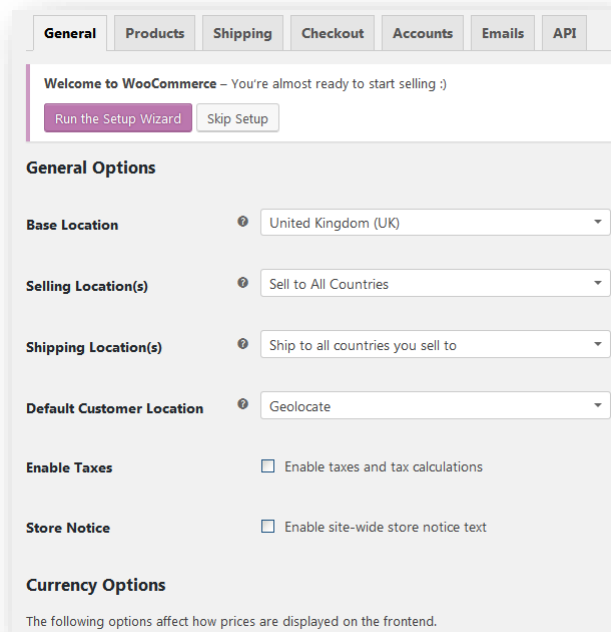 General Products Shipping Checkout Accounts Emails API
Welcome to WooCommerce – You're almost ready to start selling :)
Run the Setup Wizard Skip Setup
General Options
Base Location ? United Kingdom (UK)
Selling Location(s) ? Sell to All Countries
Shipping Location(s) ? Ship to all countries you sell to
Default Customer Location ? Geolocate
Enable Taxes Enable taxes and tax calculations
Store Notice Enable site-wide store notice text
Currency Options
The following options affect how prices are displayed on the frontend.